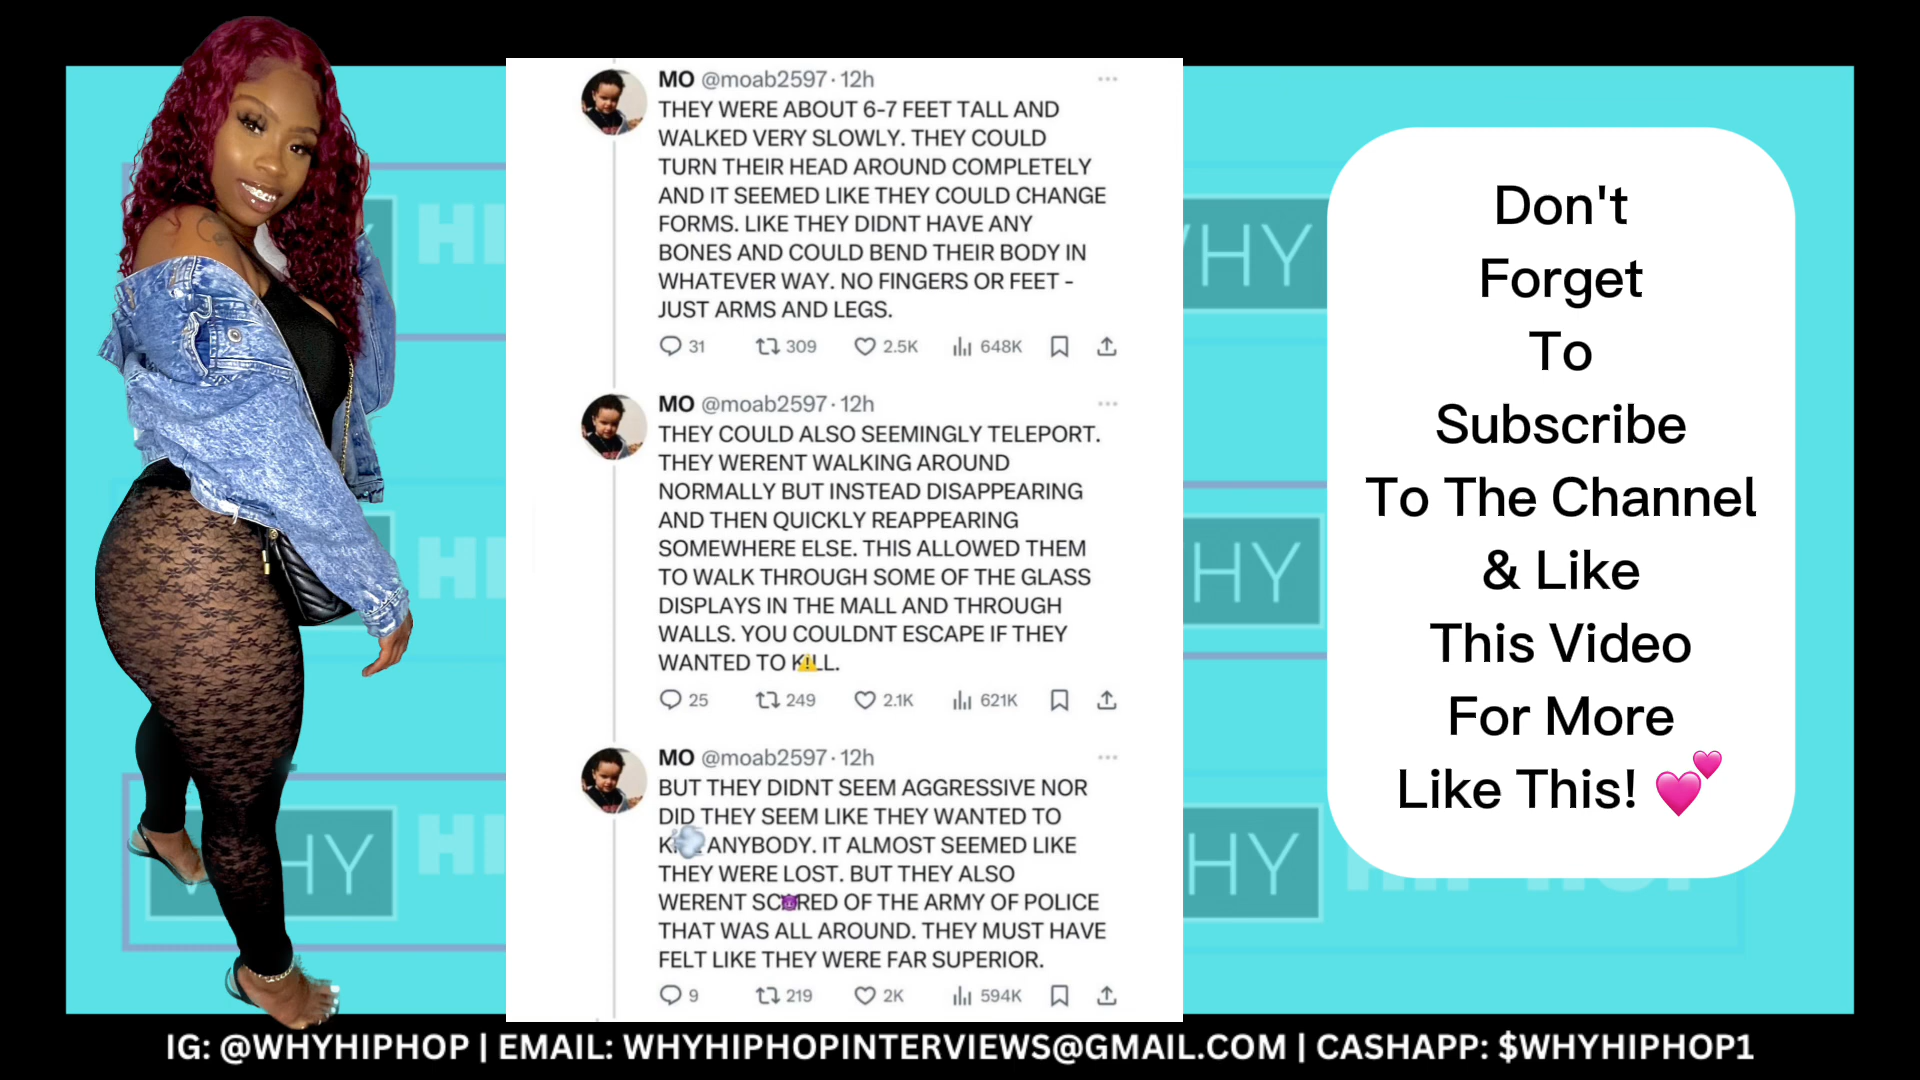 MO @moab2597 · 12h
THEY WERE ABOUT 6-7 FEET TALL AND
WALKED VERY SLOWLY. THEY COULD
TURN THEIR HEAD AROUND COMPLETELY
AND IT SEEMED LIKE THEY COULD CHANGE
FORMS. LIKE THEY DIDNT HAVE ANY
BONES AND COULD BEND THEIR BODY IN
WHATEVER WAY. NO FINGERS OR FEET -
JUST ARMS AND LEGS.
31 309 2.5K 648K
MO @moab2597 · 12h
THEY COULD ALSO SEEMINGLY TELEPORT.
THEY WERENT WALKING AROUND
NORMALLY BUT INSTEAD DISAPPEARING
AND THEN QUICKLY REAPPEARING
SOMEWHERE ELSE. THIS ALLOWED THEM
TO WALK THROUGH SOME OF THE GLASS
DISPLAYS IN THE MALL AND THROUGH
WALLS. YOU COULDNT ESCAPE IF THEY
WANTED TO K⚠️LL.
25 249 2.1K 621K
MO @moab2597 · 12h
BUT THEY DIDNT SEEM AGGRESSIVE NOR
DID THEY SEEM LIKE THEY WANTED TO
ANYBODY. IT ALMOST SEEMED LIKE
THEY WERE LOST. BUT THEY ALSO
WERENT SC😈RED OF THE ARMY OF POLICE
THAT WAS ALL AROUND. THEY MUST HAVE
FELT LIKE THEY WERE FAR SUPERIOR.
9 219 2K 594K
Don't
Forget
To
Subscribe
To The Channel
& Like
This Video
For More
Like This! 💕
HI
WHY
HI
HY
HY
HI
HY
HIP HOP
IG: @WHYHIPHOP | EMAIL: WHYHIPHOPINTERVIEWS@GMAIL.COM | CASHAPP: $WHYHIPHOP1